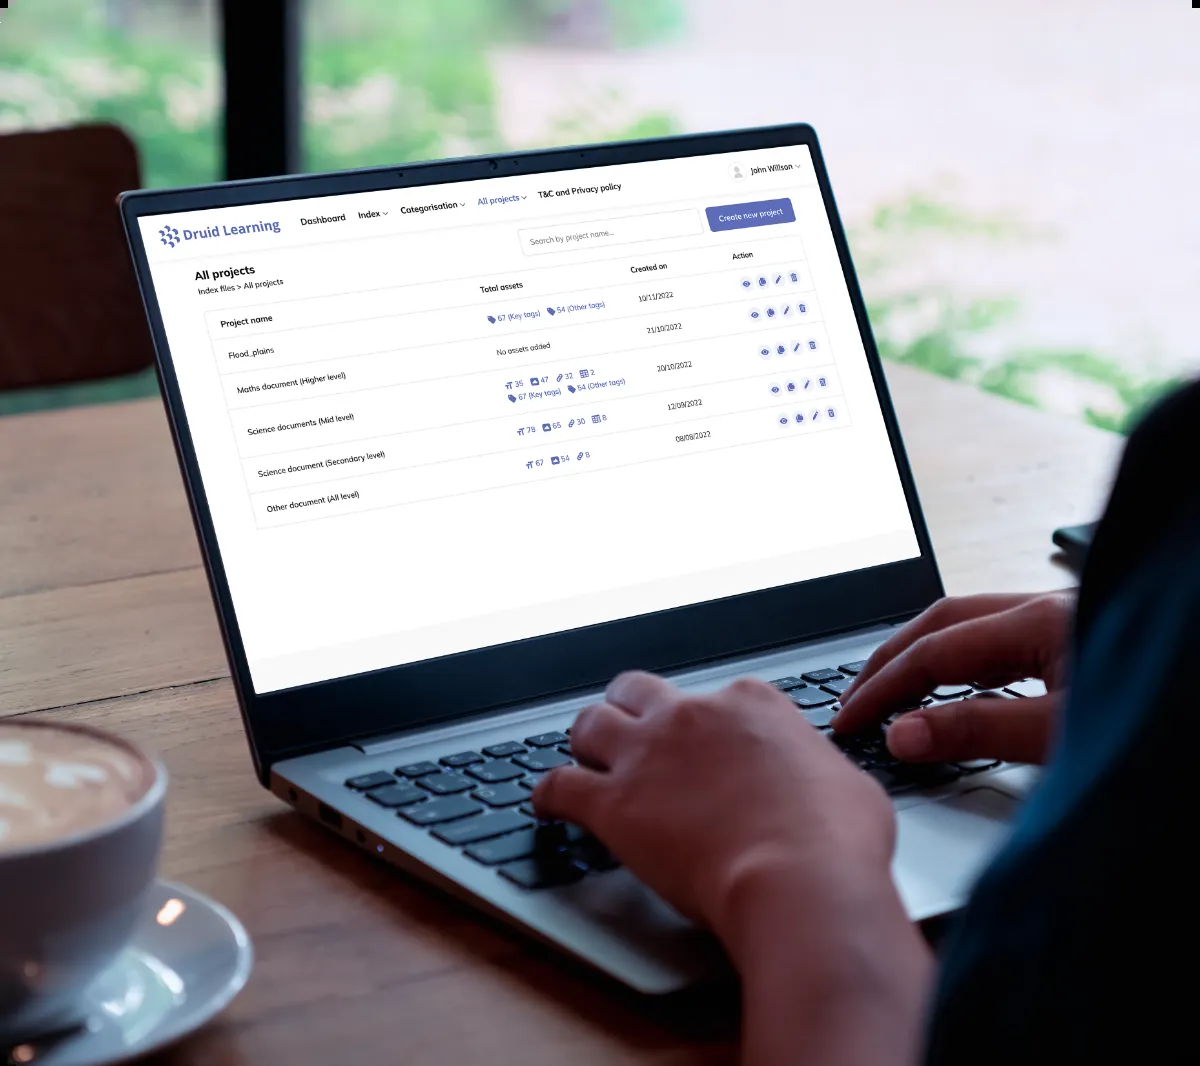 Druid Learning
Dashboard
Index
Categorisation
All projects
T&C and Privacy policy
John Willson
All projects
Index files > All projects
Search by project name...
Create new project
Project name
Total assets
Created on
Action
Flood_plains
67 (Key tags) 54 (Other tags)
10/11/2022
Maths document (Higher level)
No assets added
21/10/2022
Science documents (Mid level)
35 47 32 2
67 (Key tags) 54 (Other tags)
20/10/2022
Science document (Secondary level)
78 65 30 8
12/09/2022
Other document (All level)
67 54 8
08/08/2022